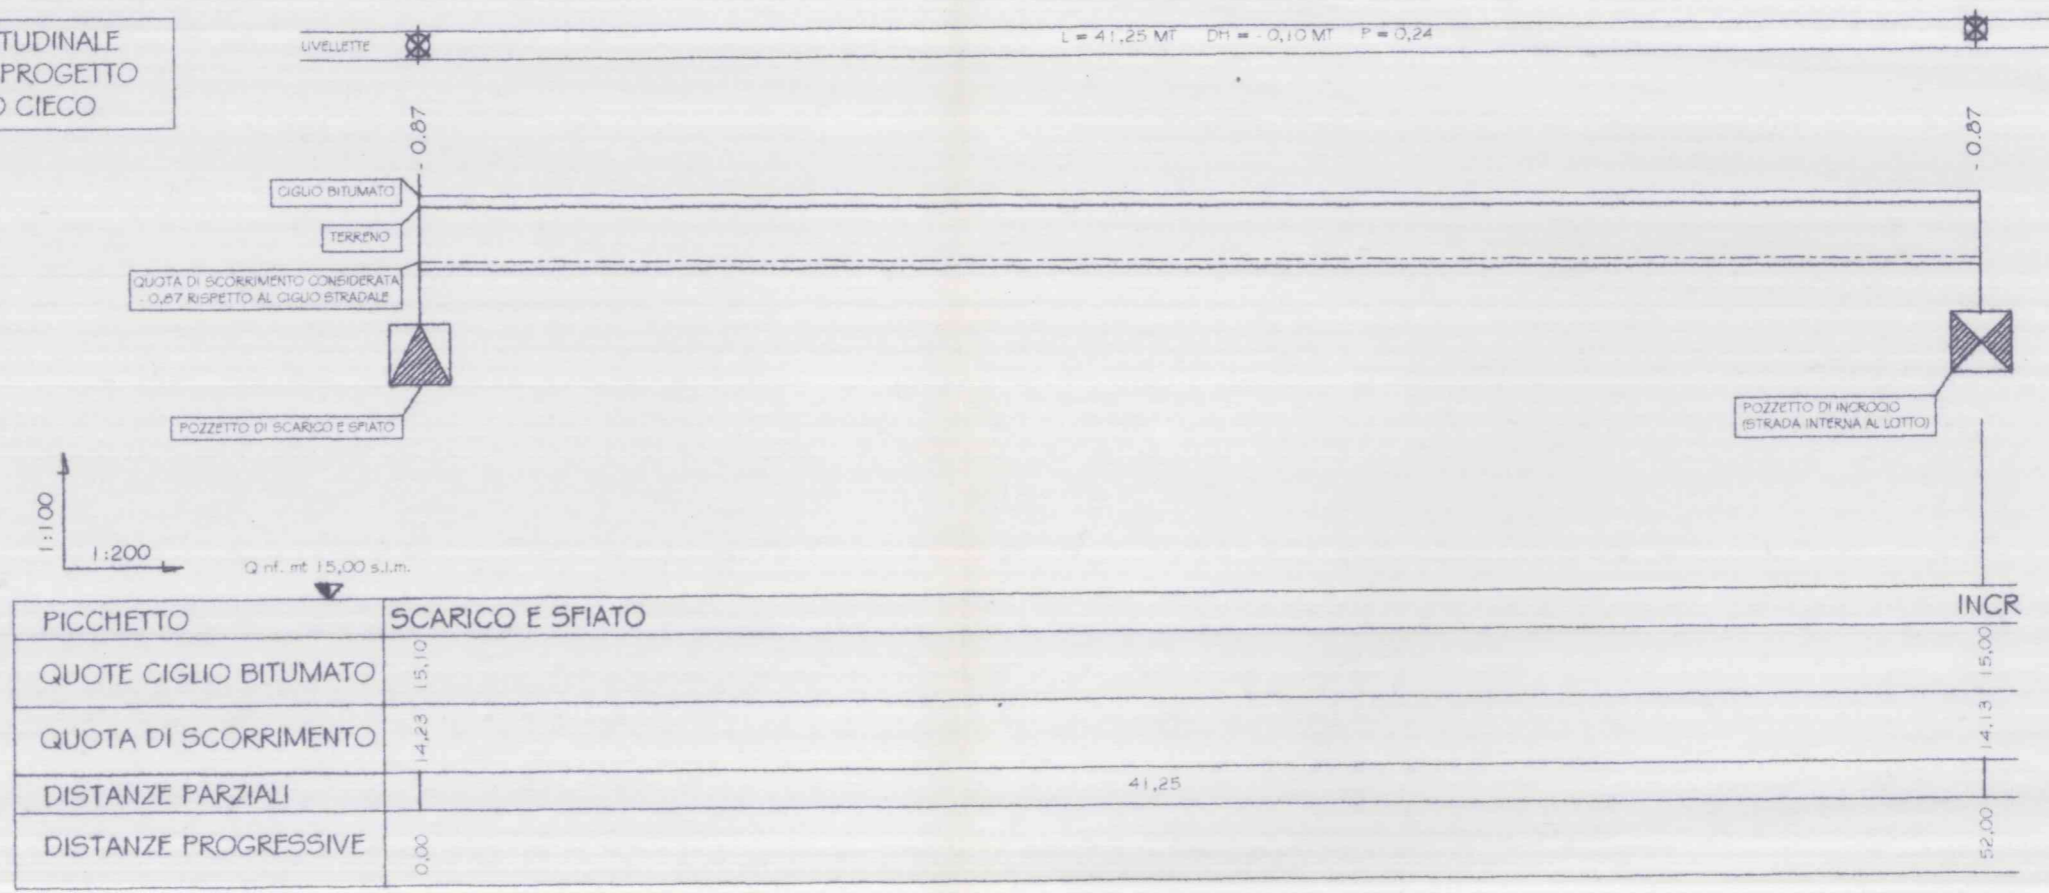 TUDINALE
PROGETTO
O CIECO
LIVELLETTE
L = 41,25 MT DH = - 0,10 MT P = 0,24
- 0.87
- 0.87
CIGLIO BITUMATO
TERRENO
QUOTA DI SCORRIMENTO CONSIDERATA
- 0.87 RISPETTO AL CIGLIO STRADALE
POZZETTO DI SCARICO E SFIATO
POZZETTO DI INCROCIO
(STRADA INTERNA AL LOTTO)
1:100
1:200
Q rif. mt 15,00 s.l.m.
PICCHETTO SCARICO E SFIATO INCR
QUOTE CIGLIO BITUMATO 15,10 15,00
QUOTA DI SCORRIMENTO 14,23 14,13
DISTANZE PARZIALI 41,25
DISTANZE PROGRESSIVE 0,00 52,00